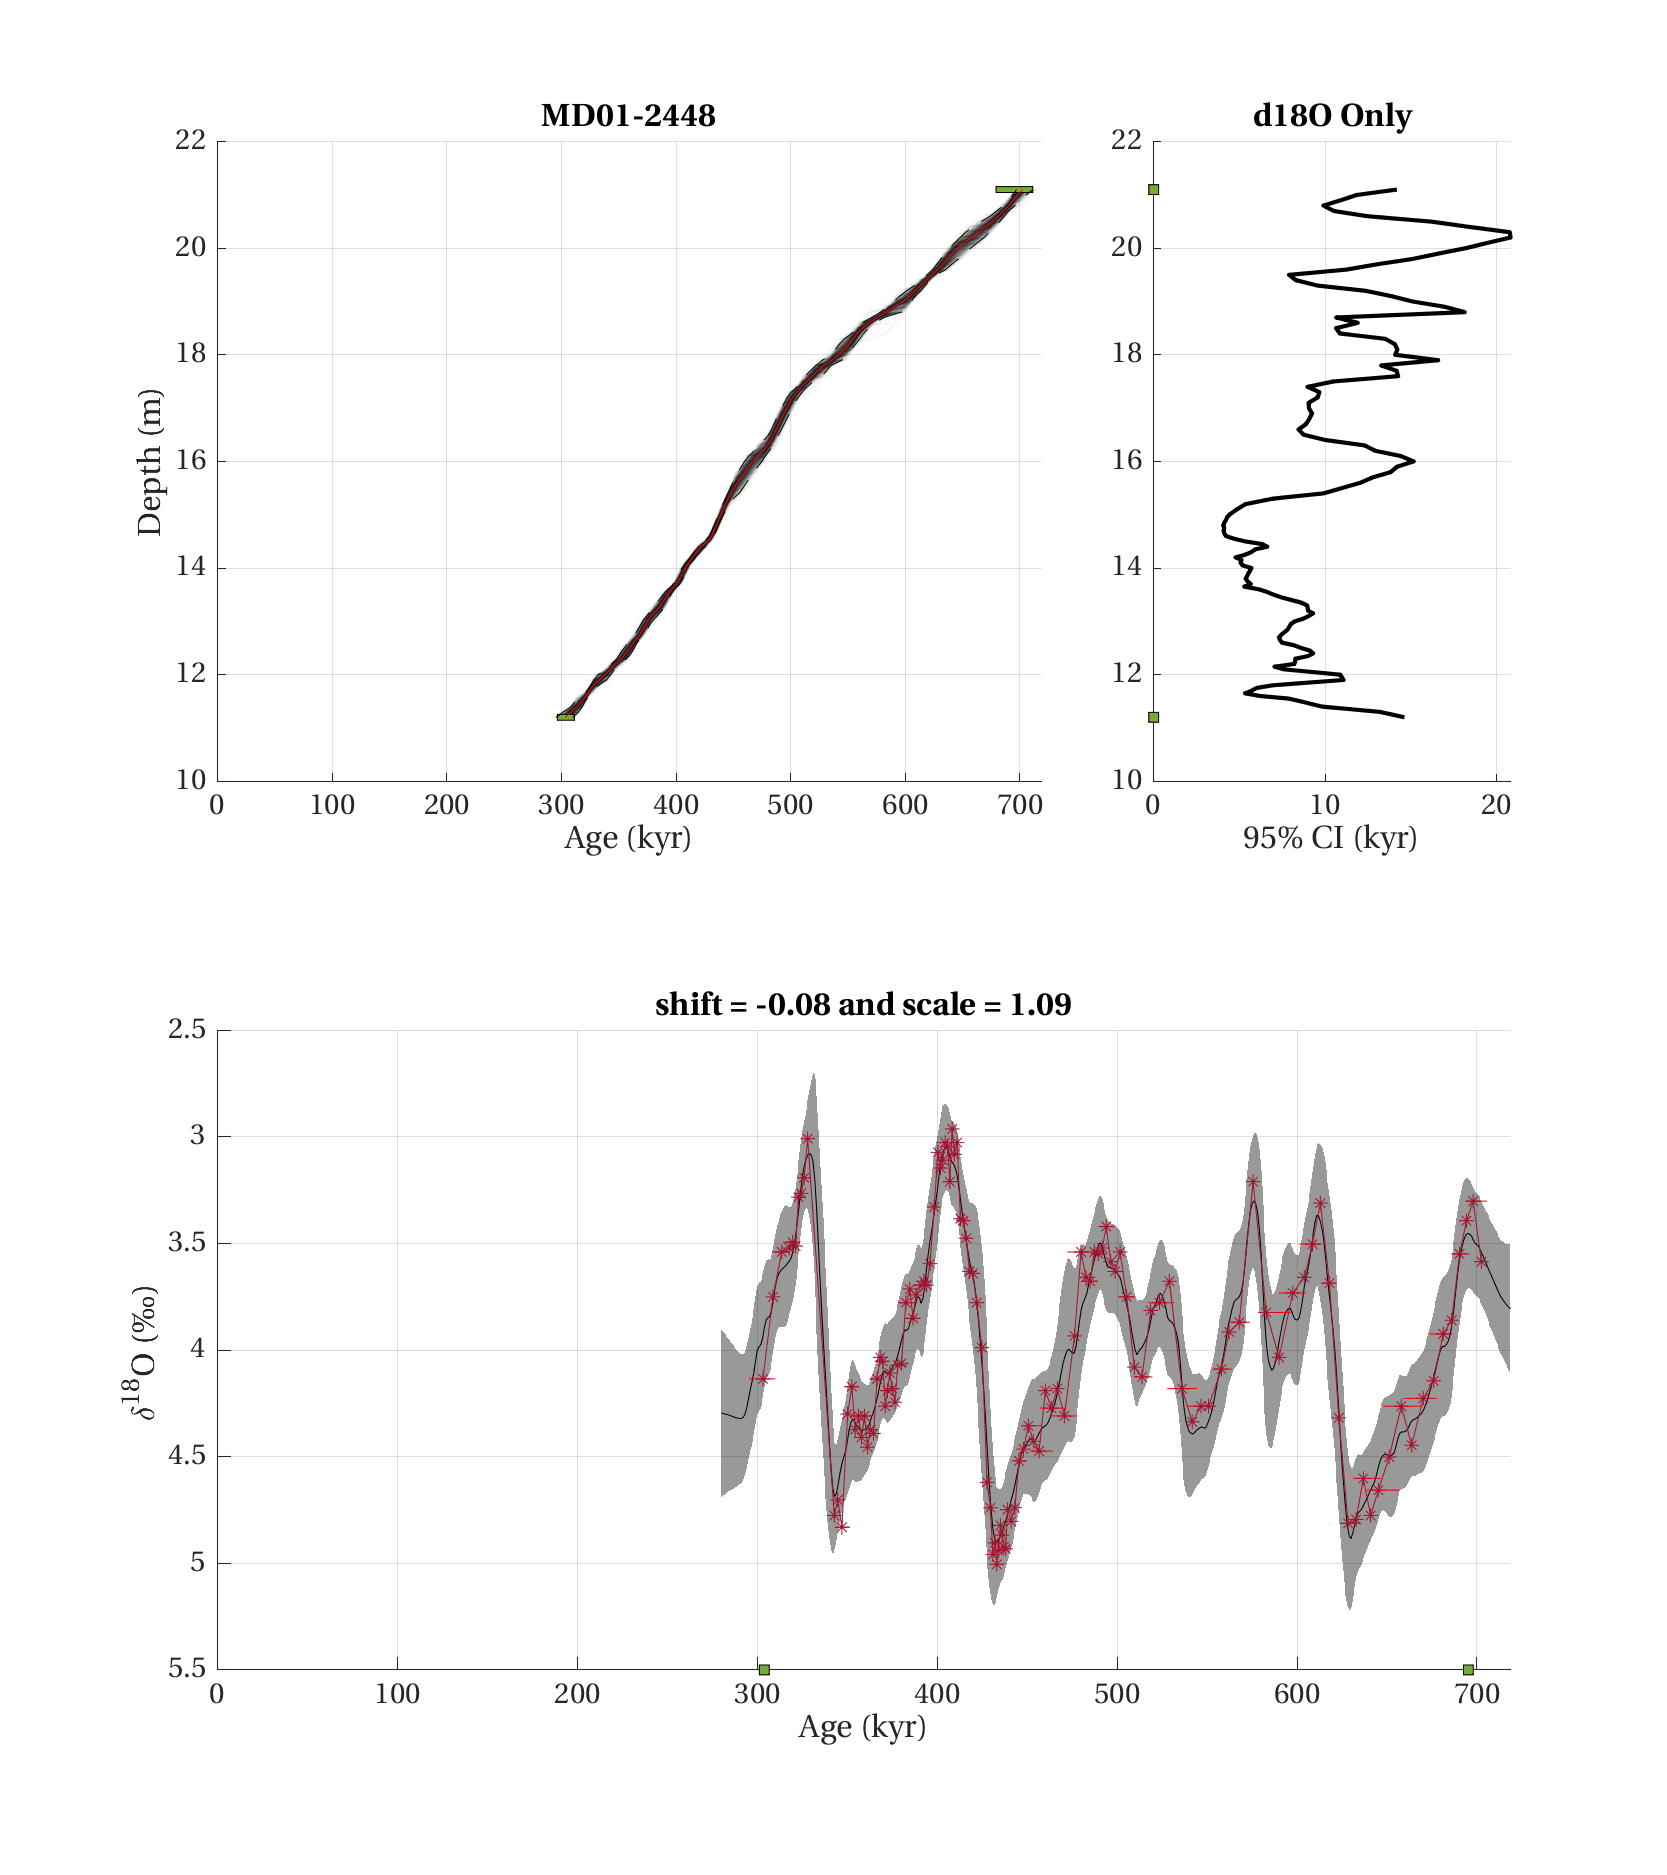 MD01-2448
d18O Only
22
20
18
16
14
12
10
Depth (m)
0 100 200 300 400 500 600 700
Age (kyr)
22
20
18
16
14
12
10
0 10 20
95% CI (kyr)
shift = -0.08 and scale = 1.09
2.5
3
3.5
4
4.5
5
5.5
δ18O (‰)
0 100 200 300 400 500 600 700
Age (kyr)